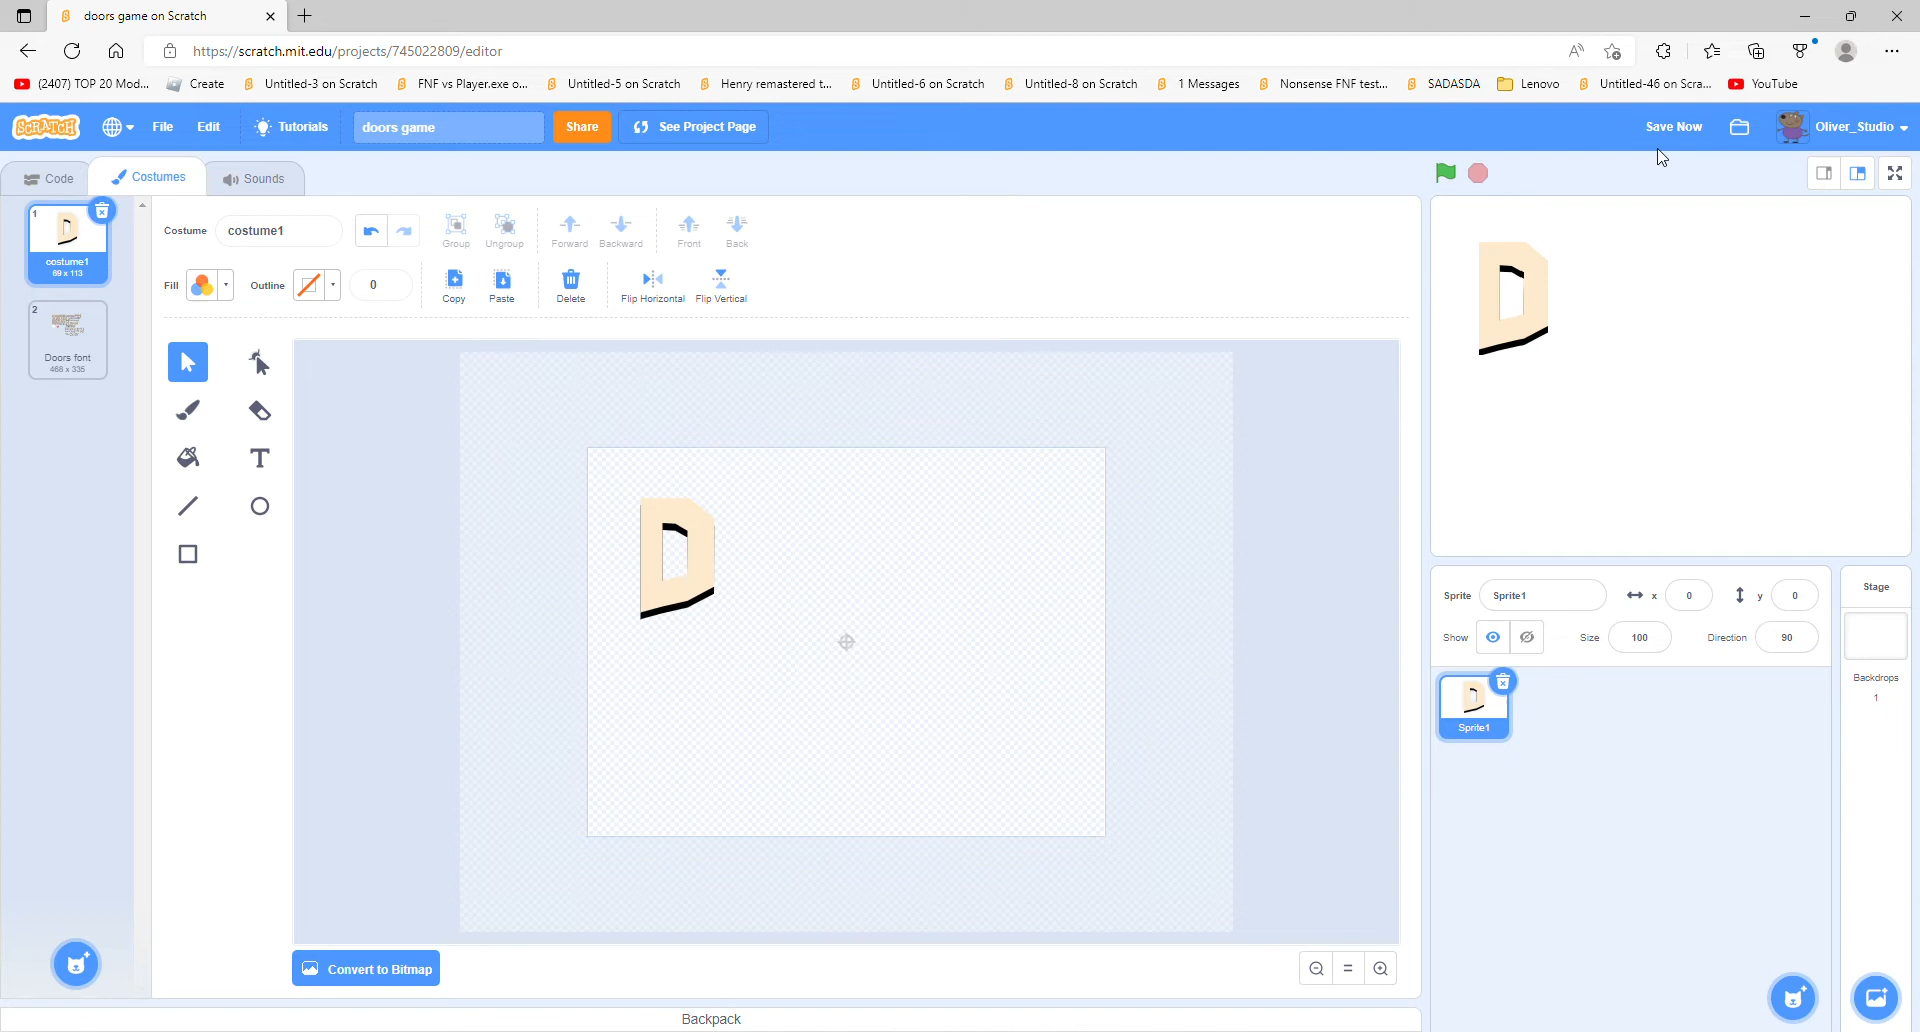 doors game on Scratch
https://scratch.mit.edu/projects/745022809/editor
(2407) TOP 20 Mod... Create Untitled-3 on Scratch FNF vs Player.exe o... Untitled-5 on Scratch Henry remastered t... Untitled-6 on Scratch Untitled-8 on Scratch 1 Messages Nonsense FNF test... SADASDA Lenovo Untitled-46 on Scra... YouTube
SCRATCH File Edit Tutorials doors game Share See Project Page Save Now Oliver_Studio
Code Costumes Sounds
1
costume1
69 x 113
2
Doors font
468 x 335
Costume costume1 Group Ungroup Forward Backward Front Back
Fill Outline 0 Copy Paste Delete Flip Horizontal Flip Vertical
D
D
Convert to Bitmap
Backpack
Sprite Sprite1 x 0 y 0
Show Size 100 Direction 90
D
Sprite1
Stage
Backdrops
1